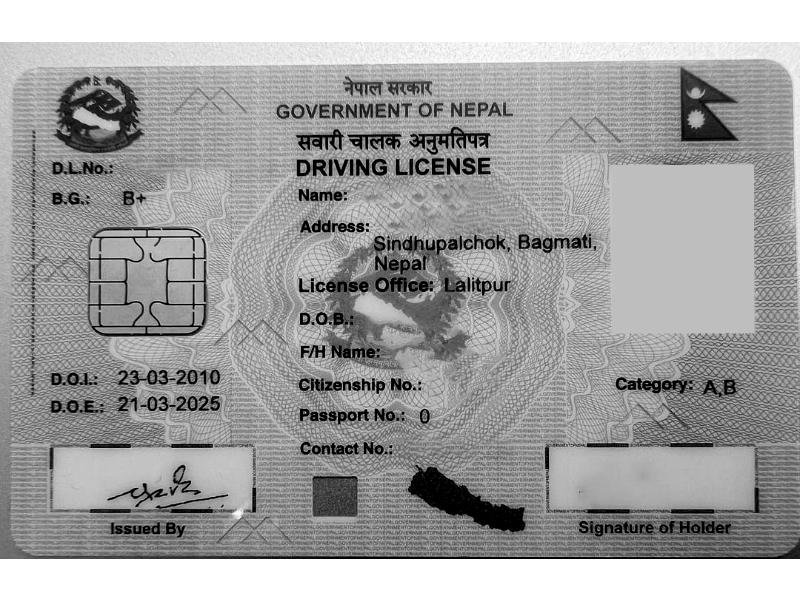 नेपाल सरकार
GOVERNMENT OF NEPAL
सवारी चालक अनुमतिपत्र
DRIVING LICENSE
D.L.No.:
B.G.: B+
Name:
Address:
Sindhupalchok, Bagmati,
Nepal
License Office: Lalitpur
D.O.B.:
F/H Name:
D.O.I.: 23-03-2010
Citizenship No.:
Category: A,B
D.O.E.: 21-03-2025
Passport No.: 0
Contact No.:
Issued By
Signature of Holder